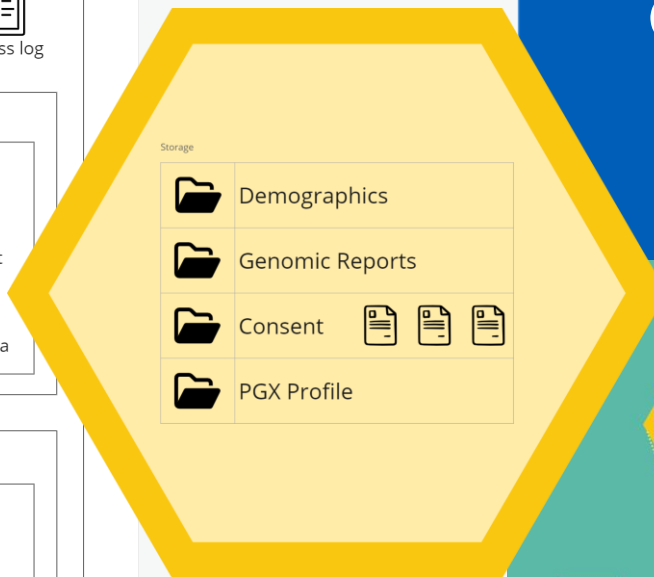 ss log
Storage
Demographics
Genomic Reports
Consent
a
PGX Profile